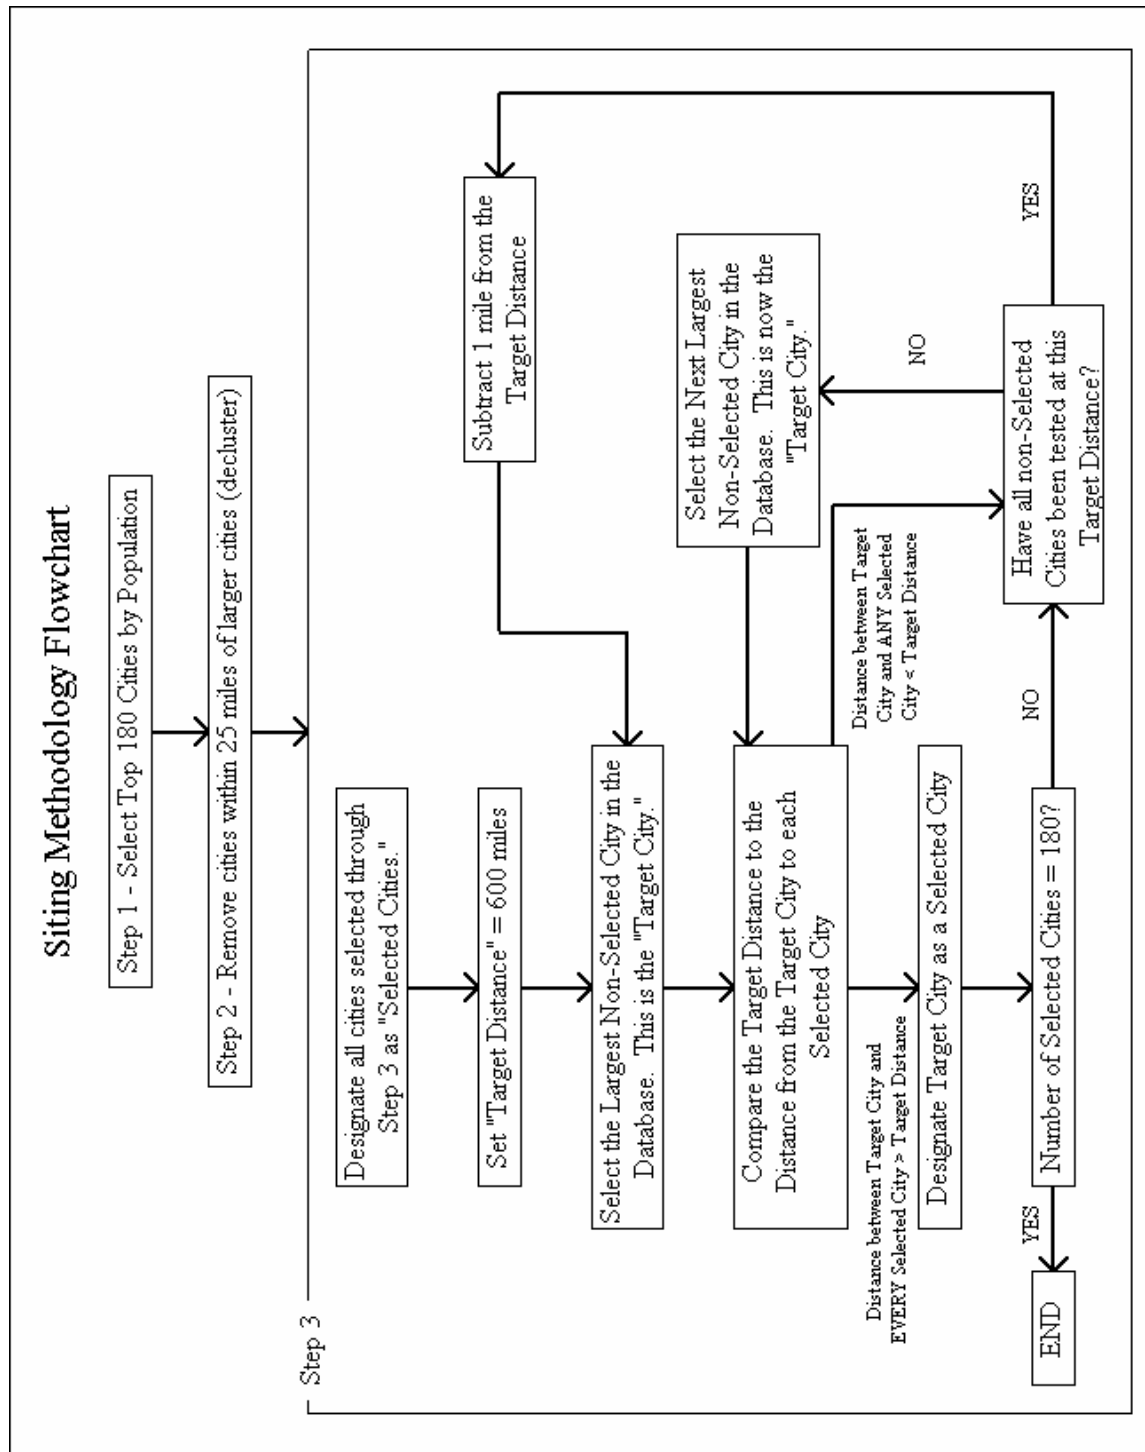 Siting Methodology Flowchart
Step 1 - Select Top 180 Cities by Population
Step 2 - Remove cities within 25 miles of larger cities (decluster)
Step 3
Designate all cities selected through
Step 3 as "Selected Cities."
Set "Target Distance" = 600 miles
Subtract 1 mile from the
Target Distance
Select the Largest Non-Selected City in the
Database. This is the "Target City."
Select the Next Largest
Non-Selected City in the
Database. This is now the
"Target City."
Compare the Target Distance to the
Distance from the Target City to each
Selected City
Distance between Target City and
EVERY Selected City > Target Distance
Distance between Target
City and ANY Selected
City < Target Distance
NO
Designate Target City as a Selected City
END
YES
Number of Selected Cities = 180?
NO
Have all non-Selected
Cities been tested at this
Target Distance?
YES